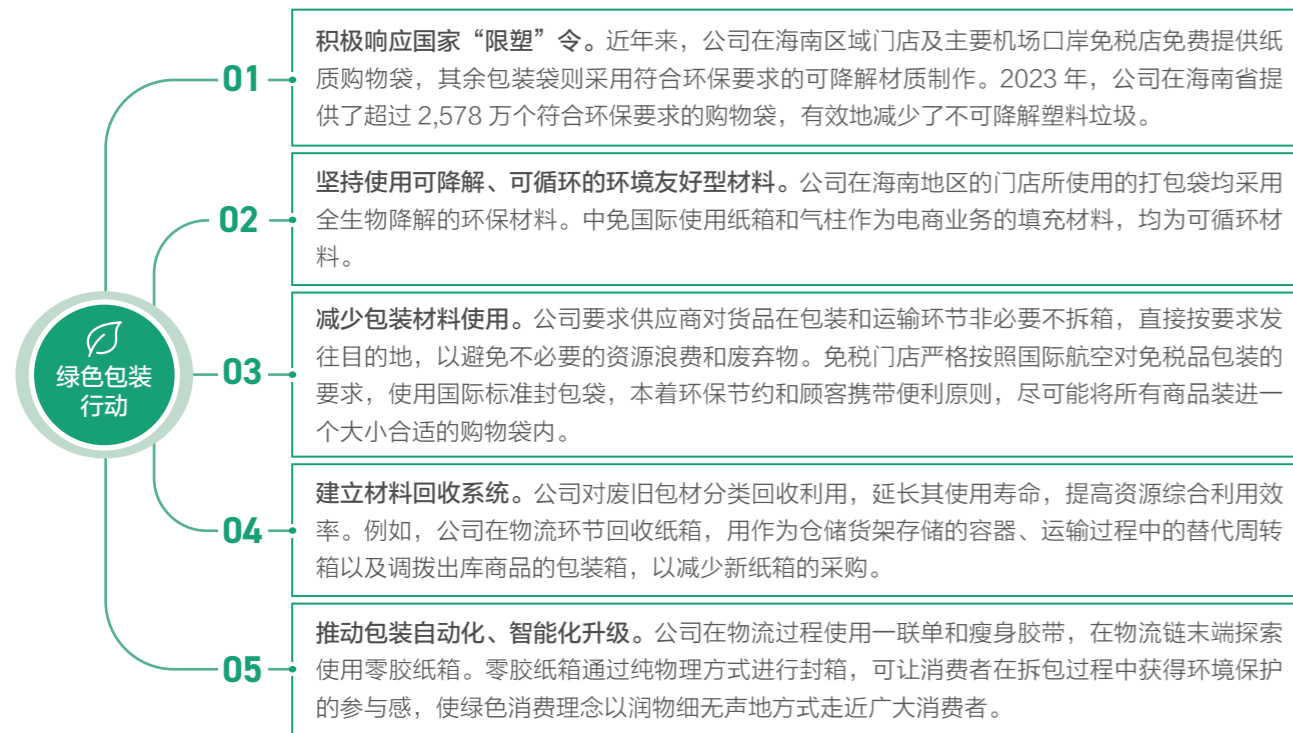 绿色包装
行动
01
积极响应国家“限塑”令。近年来，公司在海南区域门店及主要机场口岸免税店免费提供纸
质购物袋，其余包装袋则采用符合环保要求的可降解材质制作。2023 年，公司在海南省提
供了超过 2,578 万个符合环保要求的购物袋，有效地减少了不可降解塑料垃圾。
02
坚持使用可降解、可循环的环境友好型材料。公司在海南地区的门店所使用的打包袋均采用
全生物降解的环保材料。中免国际使用纸箱和气柱作为电商业务的填充材料，均为可循环材
料。
03
减少包装材料使用。公司要求供应商对货品在包装和运输环节非必要不拆箱，直接按要求发
往目的地，以避免不必要的资源浪费和废弃物。免税门店严格按照国际航空对免税品包装的
要求，使用国际标准封包袋，本着环保节约和顾客携带便利原则，尽可能将所有商品装进一
个大小合适的购物袋内。
04
建立材料回收系统。公司对废旧包材分类回收利用，延长其使用寿命，提高资源综合利用效
率。例如，公司在物流环节回收纸箱，用作为仓储货架存储的容器、运输过程中的替代周转
箱以及调拨出库商品的包装箱，以减少新纸箱的采购。
05
推动包装自动化、智能化升级。公司在物流过程使用一联单和瘦身胶带，在物流链末端探索
使用零胶纸箱。零胶纸箱通过纯物理方式进行封箱，可让消费者在拆包过程中获得环境保护
的参与感，使绿色消费理念以润物细无声地方式走近广大消费者。